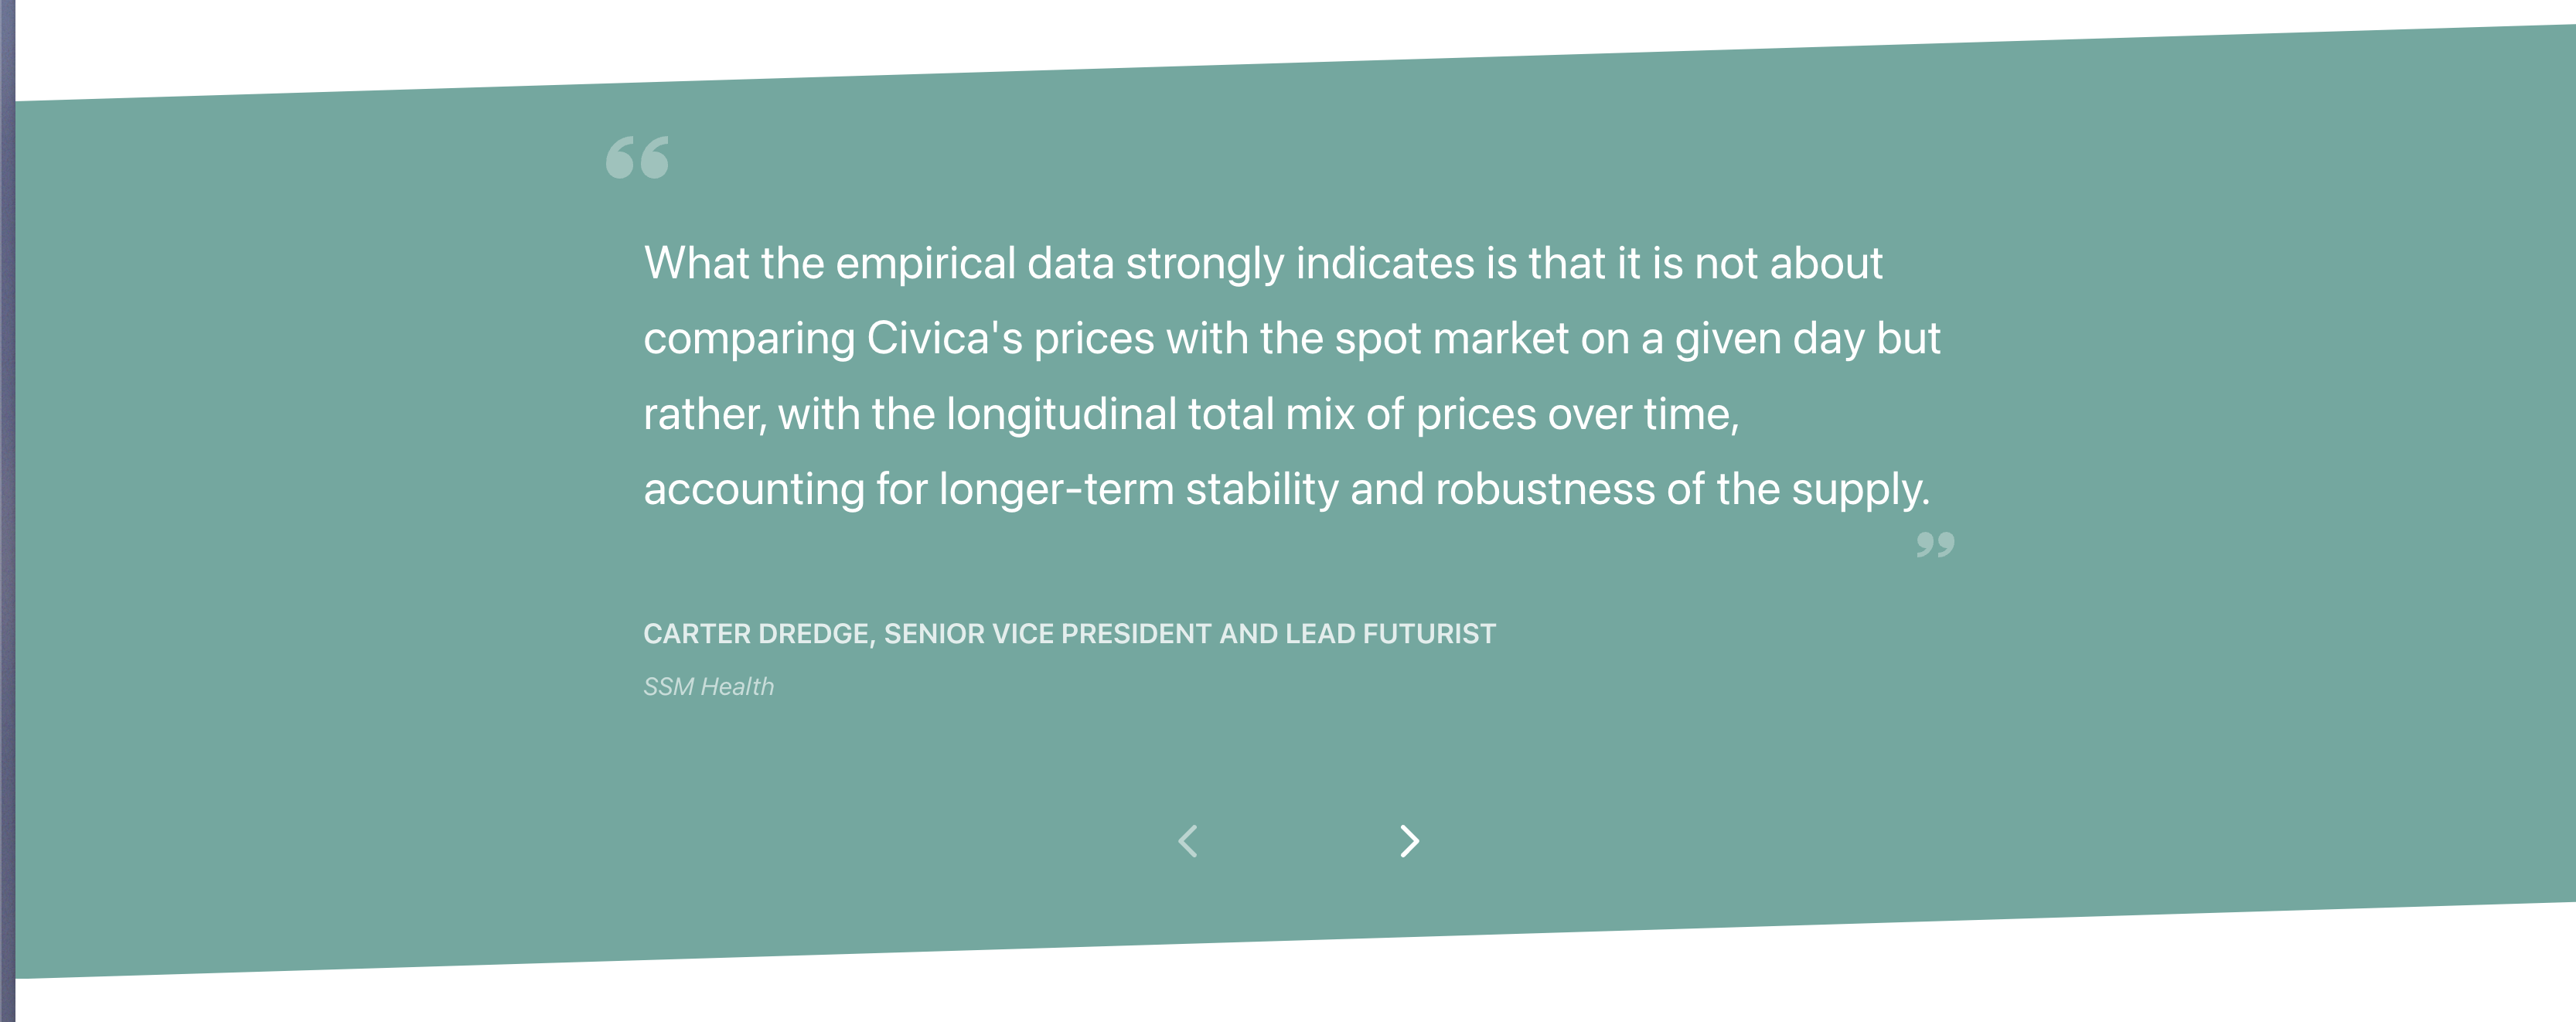 “
What the empirical data strongly indicates is that it is not about
comparing Civica's prices with the spot market on a given day but
rather, with the longitudinal total mix of prices over time,
accounting for longer-term stability and robustness of the supply.
”
CARTER DREDGE, SENIOR VICE PRESIDENT AND LEAD FUTURIST
SSM Health